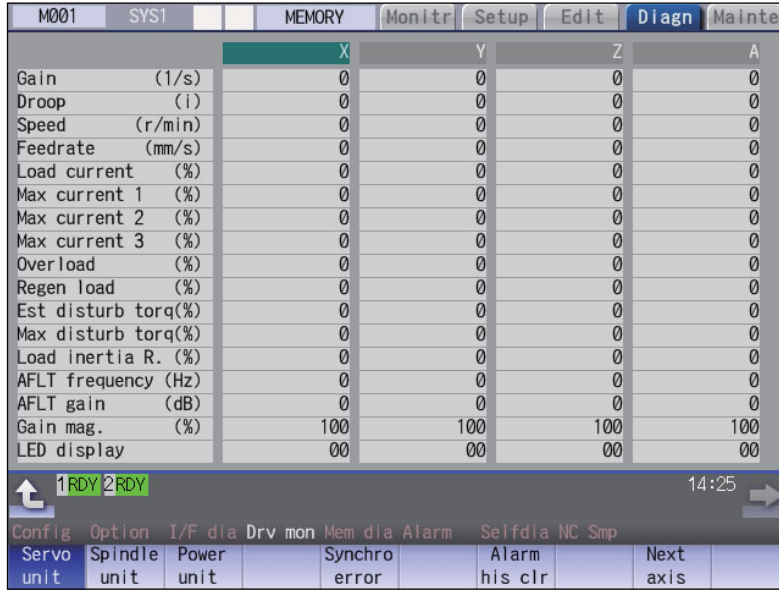 M001 SYS1 MEMORY Monitr Setup Edit Diagn Mainte
X Y Z A
Gain (1/s) 0 0 0 0
Droop (i) 0 0 0 0
Speed (r/min) 0 0 0 0
Feedrate (mm/s) 0 0 0 0
Load current (%) 0 0 0 0
Max current 1 (%) 0 0 0 0
Max current 2 (%) 0 0 0 0
Max current 3 (%) 0 0 0 0
Overload (%) 0 0 0 0
Regen load (%) 0 0 0 0
Est disturb torq(%) 0 0 0 0
Max disturb torq(%) 0 0 0 0
Load inertia R. (%) 0 0 0 0
AFLT frequency (Hz) 0 0 0 0
AFLT gain (dB) 0 0 0 0
Gain mag. (%) 100 100 100 100
LED display 00 00 00 00
1RDY 2RDY 14:25
Config Option I/F dia Drv mon Mem dia Alarm Selfdia NC Smp
Servo Spindle Power Synchro Alarm Next
unit unit unit error his clr axis